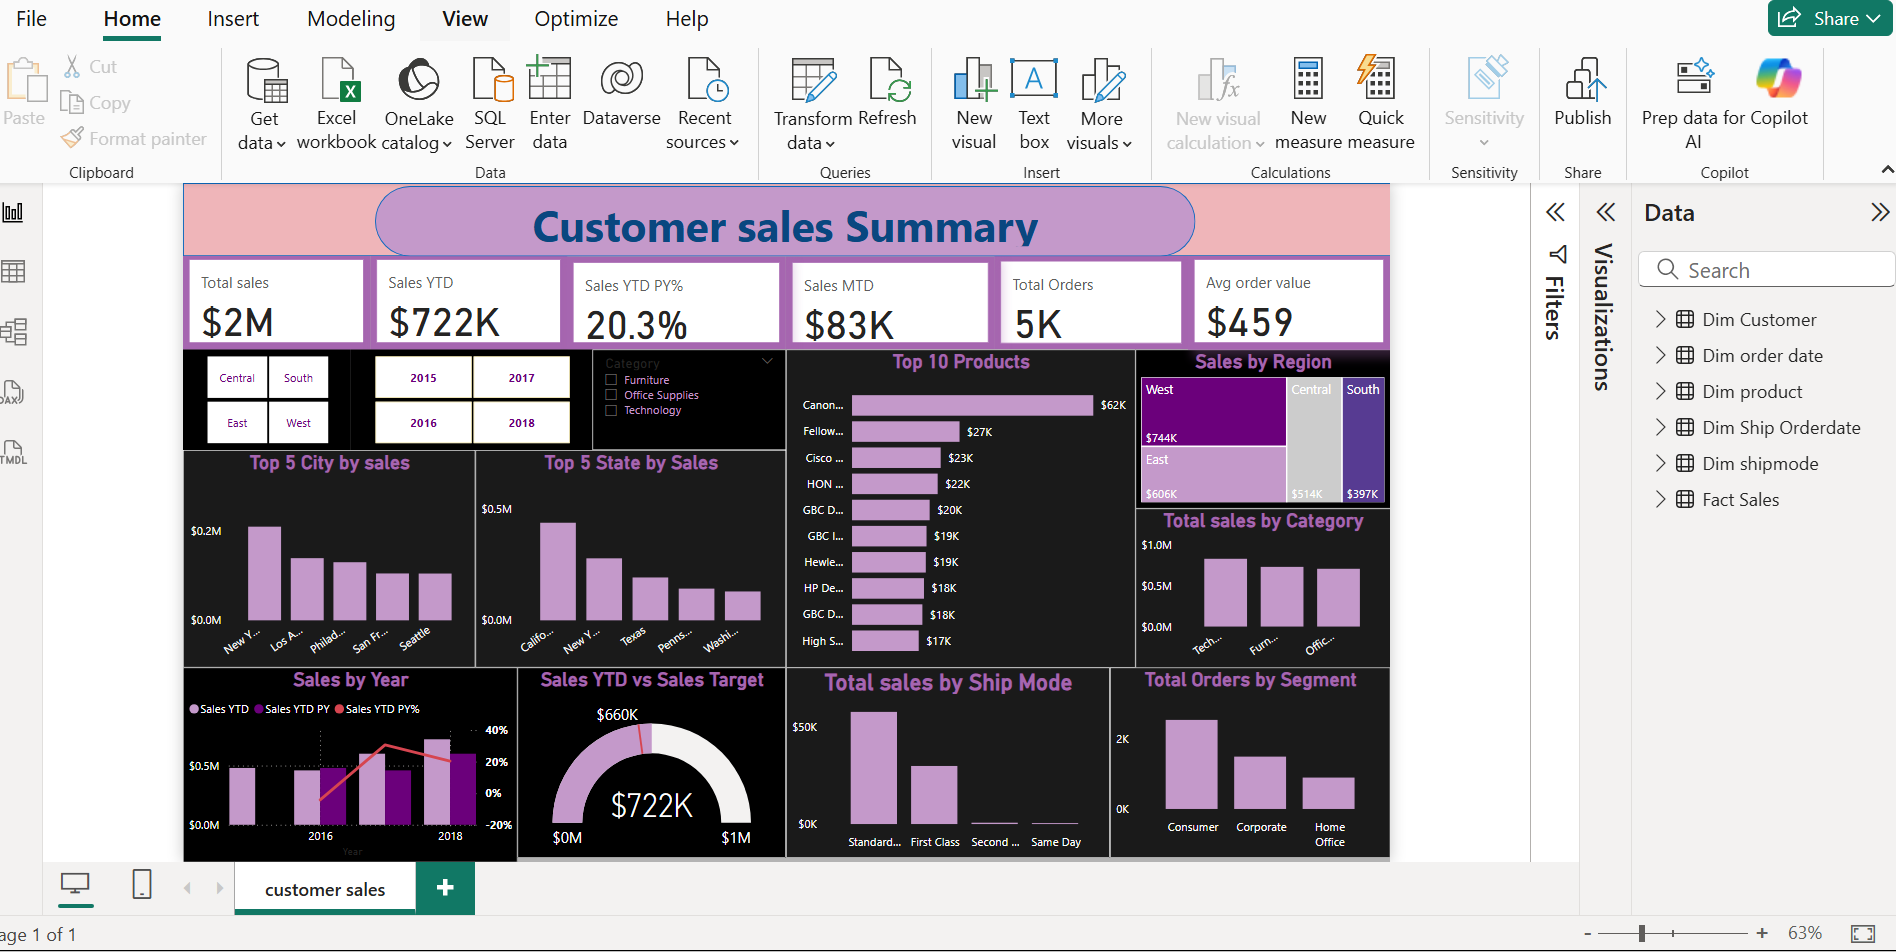 File Home Insert Modeling View Optimize Help Share
Paste
Cut
Copy
Format painter
Clipboard
Get data
Excel workbook
OneLake catalog
SQL Server
Enter data
Dataverse
Recent sources
Data
Transform data
Refresh
Queries
New visual
Text box
More visuals
Insert
New visual calculation
New measure
Quick measure
Calculations
Sensitivity
Sensitivity
Publish
Share
Prep data for AI
Copilot
Copilot
DAX
TMDL
Customer sales Summary
Total sales
$2M
Sales YTD
$722K
Sales YTD PY%
20.3%
Sales MTD
$83K
Total Orders
5K
Avg order value
$459
Central South
East West
2015 2017
2016 2018
Category
Furniture
Office Supplies
Technology
Top 10 Products
Canon... $62K
Fellow... $27K
Cisco ... $23K
HON ... $22K
GBC D... $20K
GBC I... $19K
Hewle... $19K
HP De... $18K
GBC D... $18K
High S... $17K
Sales by Region
West
$744K
East
$606K
Central
$514K
South
$397K
Top 5 City by sales
$0.2M
$0.0M
New Y... Los A... Philad... San Fr... Seattle
Top 5 State by Sales
$0.5M
$0.0M
Califo... New Y... Texas Penns... Washi...
Total sales by Category
$1.0M
$0.5M
$0.0M
Tech... Furn... Offic...
Sales by Year
Sales YTD Sales YTD PY Sales YTD PY%
40%
$0.5M 20%
0%
$0.0M -20%
2016 2018
Year
Sales YTD vs Sales Target
$660K
$722K
$0M $1M
Total sales by Ship Mode
$50K
$0K
Standard... First Class Second ... Same Day
Total Orders by Segment
2K
0K
Consumer Corporate Home Office
Filters
Visualizations
Data
Search
Dim Customer
Dim order date
Dim product
Dim Ship Orderdate
Dim shipmode
Fact Sales
customer sales
age 1 of 1
- + 63%